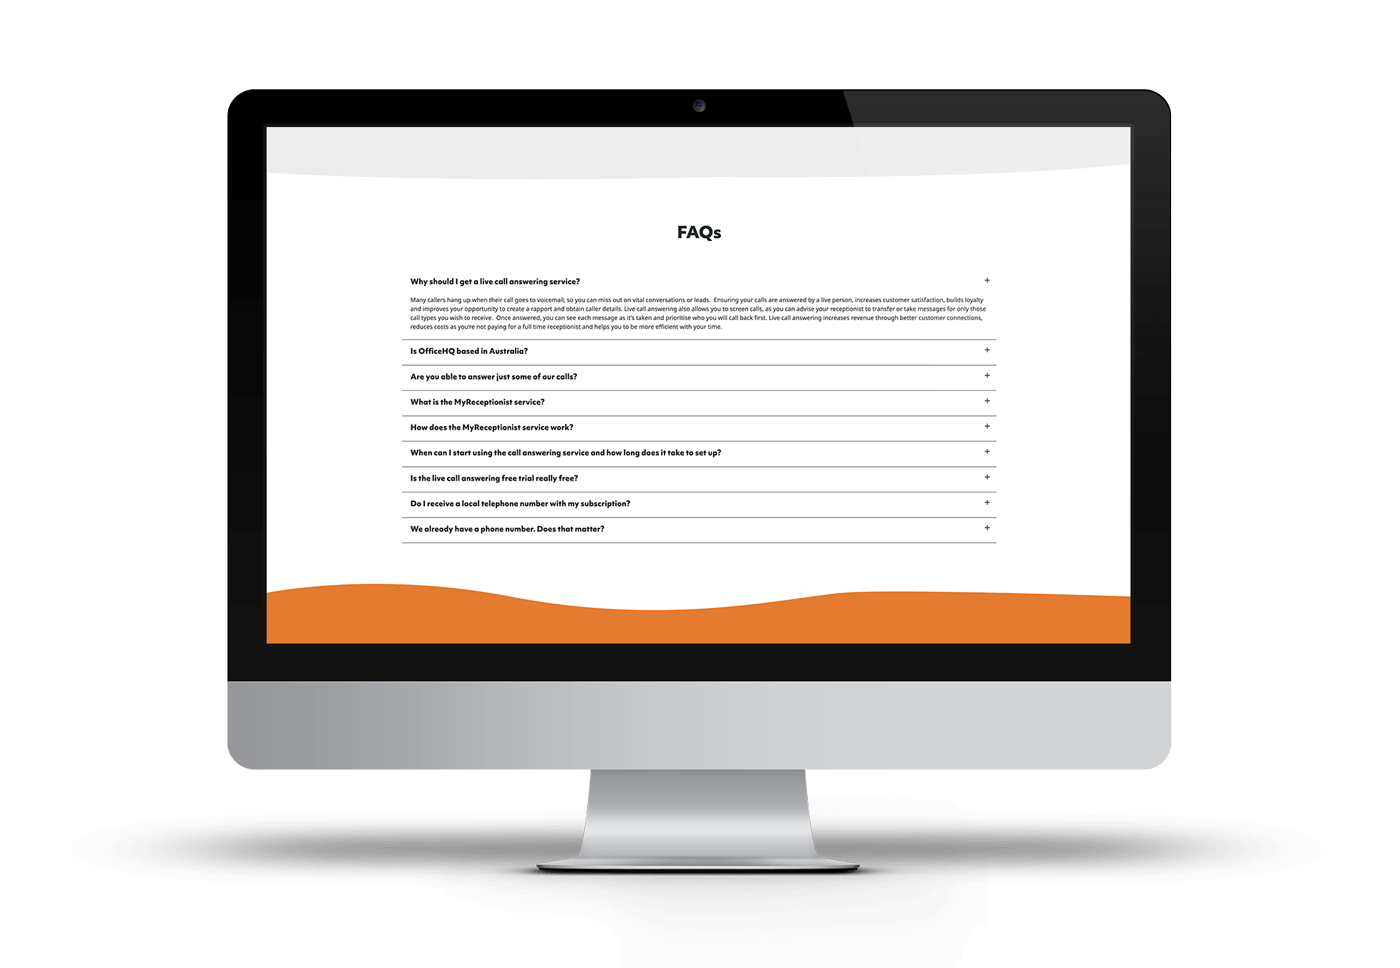 FAQs
Why should I get a live call answering service? +
Many callers hang up when their call goes to voicemail, so you can miss out on vital conversations or leads.  Ensuring your calls are answered by a live person, increases customer satisfaction, builds loyalty
and improves your opportunity to create a rapport and obtain caller details. Live call answering also allows you to screen calls, as you can advise your receptionist to transfer or take messages for only those
call types you wish to receive.  Once answered, you can see each message as it's taken and prioritise who you will call back first. Live call answering increases revenue through better customer connections,
reduces costs as you're not paying for a full time receptionist and helps you to be more efficient with your time.
Is OfficeHQ based in Australia? +
Are you able to answer just some of our calls? +
What is the MyReceptionist service? +
How does the MyReceptionist service work? +
When can I start using the call answering service and how long does it take to set up? +
Is the live call answering free trial really free? +
Do I receive a local telephone number with my subscription? +
We already have a phone number. Does that matter? +